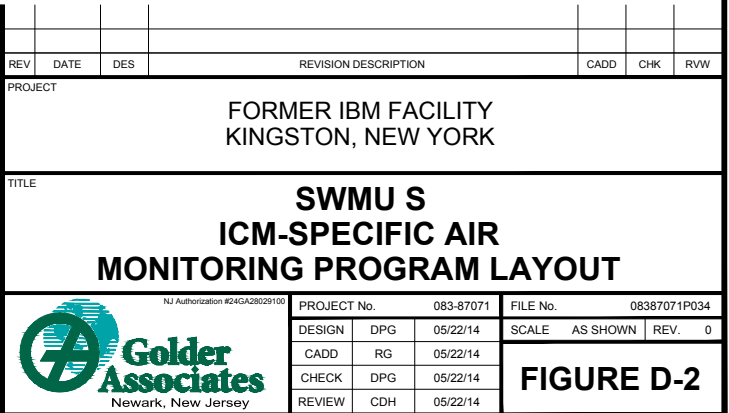 REV DATE DES REVISION DESCRIPTION CADD CHK RVW
PROJECT
FORMER IBM FACILITY
KINGSTON, NEW YORK
TITLE
SWMU S
ICM-SPECIFIC AIR
MONITORING PROGRAM LAYOUT
NJ Authorization #24GA28029100
Golder
Associates
Newark, New Jersey
PROJECT No. 083-87071
DESIGN DPG 05/22/14
CADD RG 05/22/14
CHECK DPG 05/22/14
REVIEW CDH 05/22/14
FILE No. 08387071P034
SCALE AS SHOWN REV. 0
FIGURE D-2